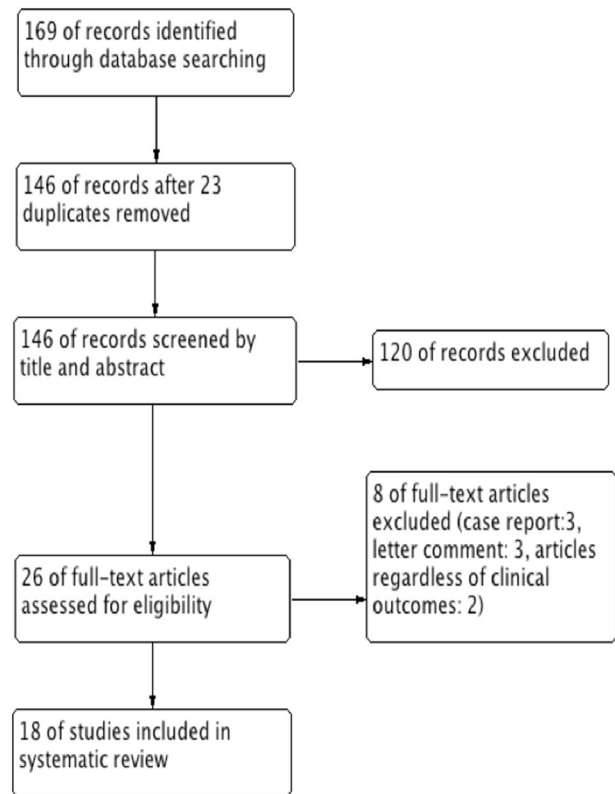 169 of records identified
through database searching
146 of records after 23
duplicates removed
146 of records screened by
title and abstract
120 of records excluded
26 of full-text articles
assessed for eligibility
8 of full-text articles
excluded (case report:3,
letter comment: 3, articles
regardless of clinical
outcomes: 2)
18 of studies included in
systematic review